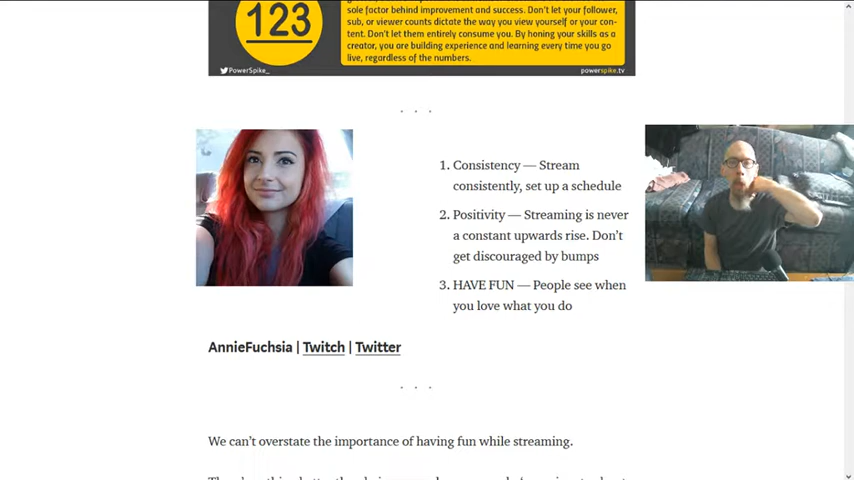 sole factor behind improvement and success. Don't let your follower,
sub, or viewer counts dictate the way you view yourself or your con-
tent. Don't let them entirely consume you. By honing your skills as a
creator, you are building experience and learning every time you go
live, regardless of the numbers.
123
PowerSpike_
powerspike.tv
. . .
1. Consistency — Stream
consistently, set up a schedule
2. Positivity — Streaming is never
a constant upwards rise. Don't
get discouraged by bumps
3. HAVE FUN — People see when
you love what you do
AnnieFuchsia | Twitch | Twitter
. . .
We can't overstate the importance of having fun while streaming.